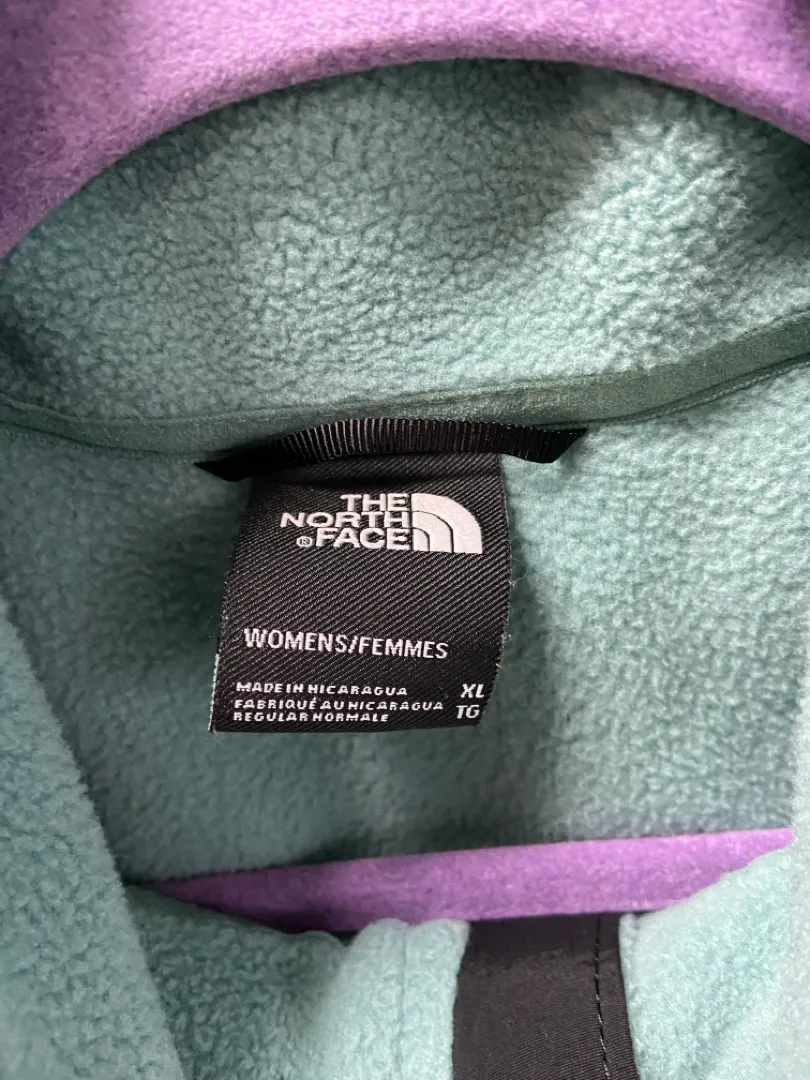 THE
NORTH
® FACE
WOMENS/FEMMES
MADE IN NICARAGUA XL
FABRIQUÉ AU NICARAGUA TG
REGULAR NORMALE